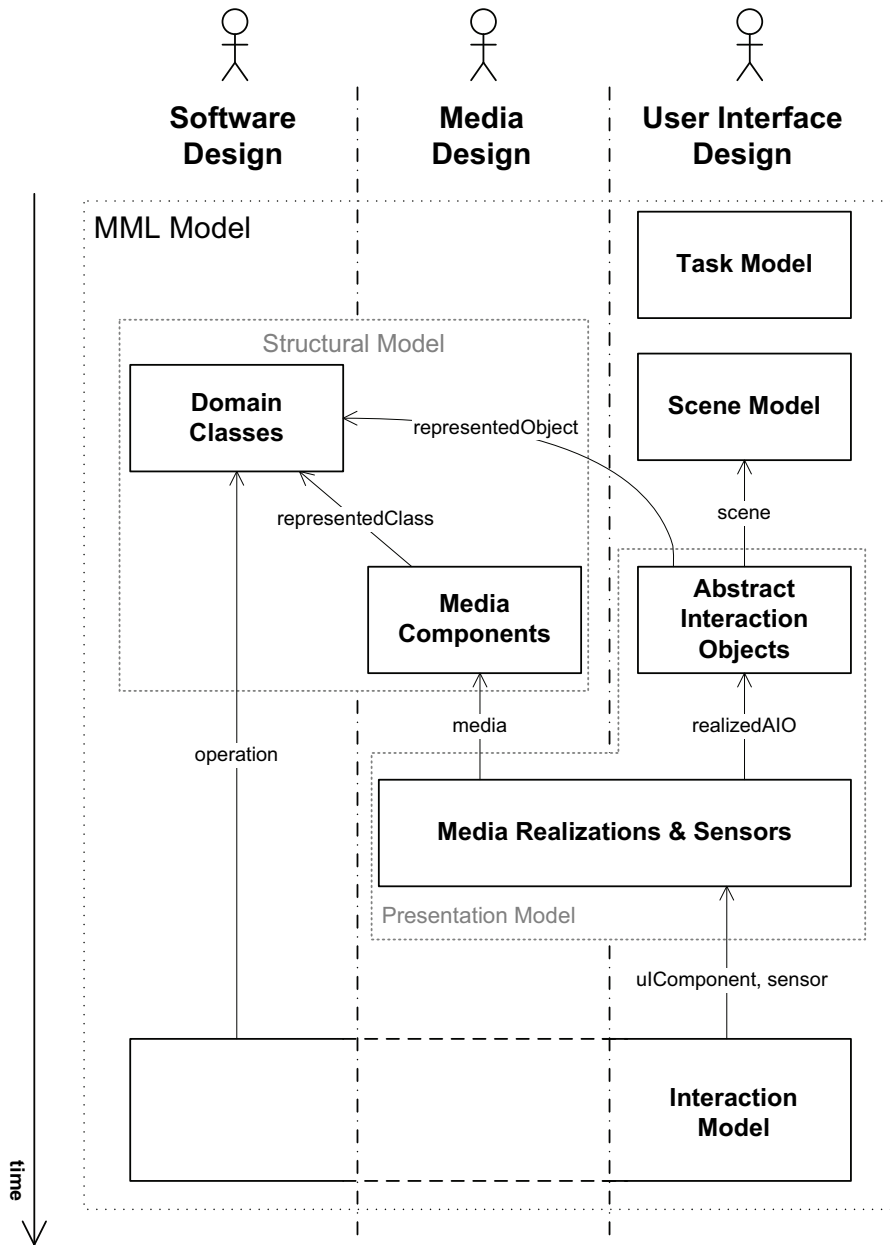 Software
Design
Media
Design
User Interface
Design
MML Model
Task Model
Structural Model
Domain
Classes
Scene Model
representedObject
scene
representedClass
Media
Components
Abstract
Interaction
Objects
media
realizedAIO
operation
Media Realizations & Sensors
Presentation Model
uIComponent, sensor
Interaction
Model
time